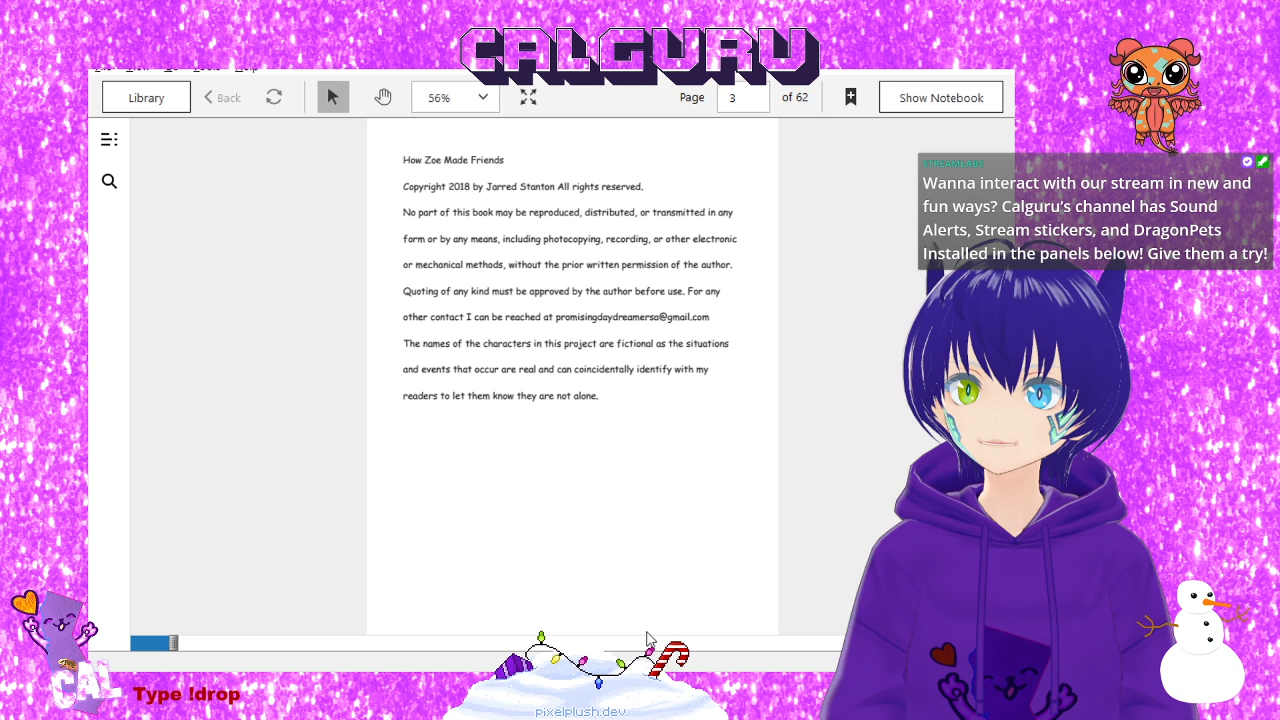 CALGURU
Library
Back
56%
Page 3 of 62
Show Notebook
How Zoe Made Friends
Copyright 2018 by Jarred Stanton All rights reserved.
No part of this book may be reproduced, distributed, or transmitted in any
form or by any means, including photocopying, recording, or other electronic
or mechanical methods, without the prior written permission of the author.
Quoting of any kind must be approved by the author before use. For any
other contact I can be reached at promisingdaydreamersa@gmail.com
The names of the characters in this project are fictional as the situations
and events that occur are real and can coincidentally identify with my
readers to let them know they are not alone.
STREAMLABS
Wanna interact with our stream in new and
fun ways? Calguru's channel has Sound
Alerts, Stream stickers, and DragonPets
Installed in the panels below! Give them a try!
CAL
Type !drop
pixelplush.dev